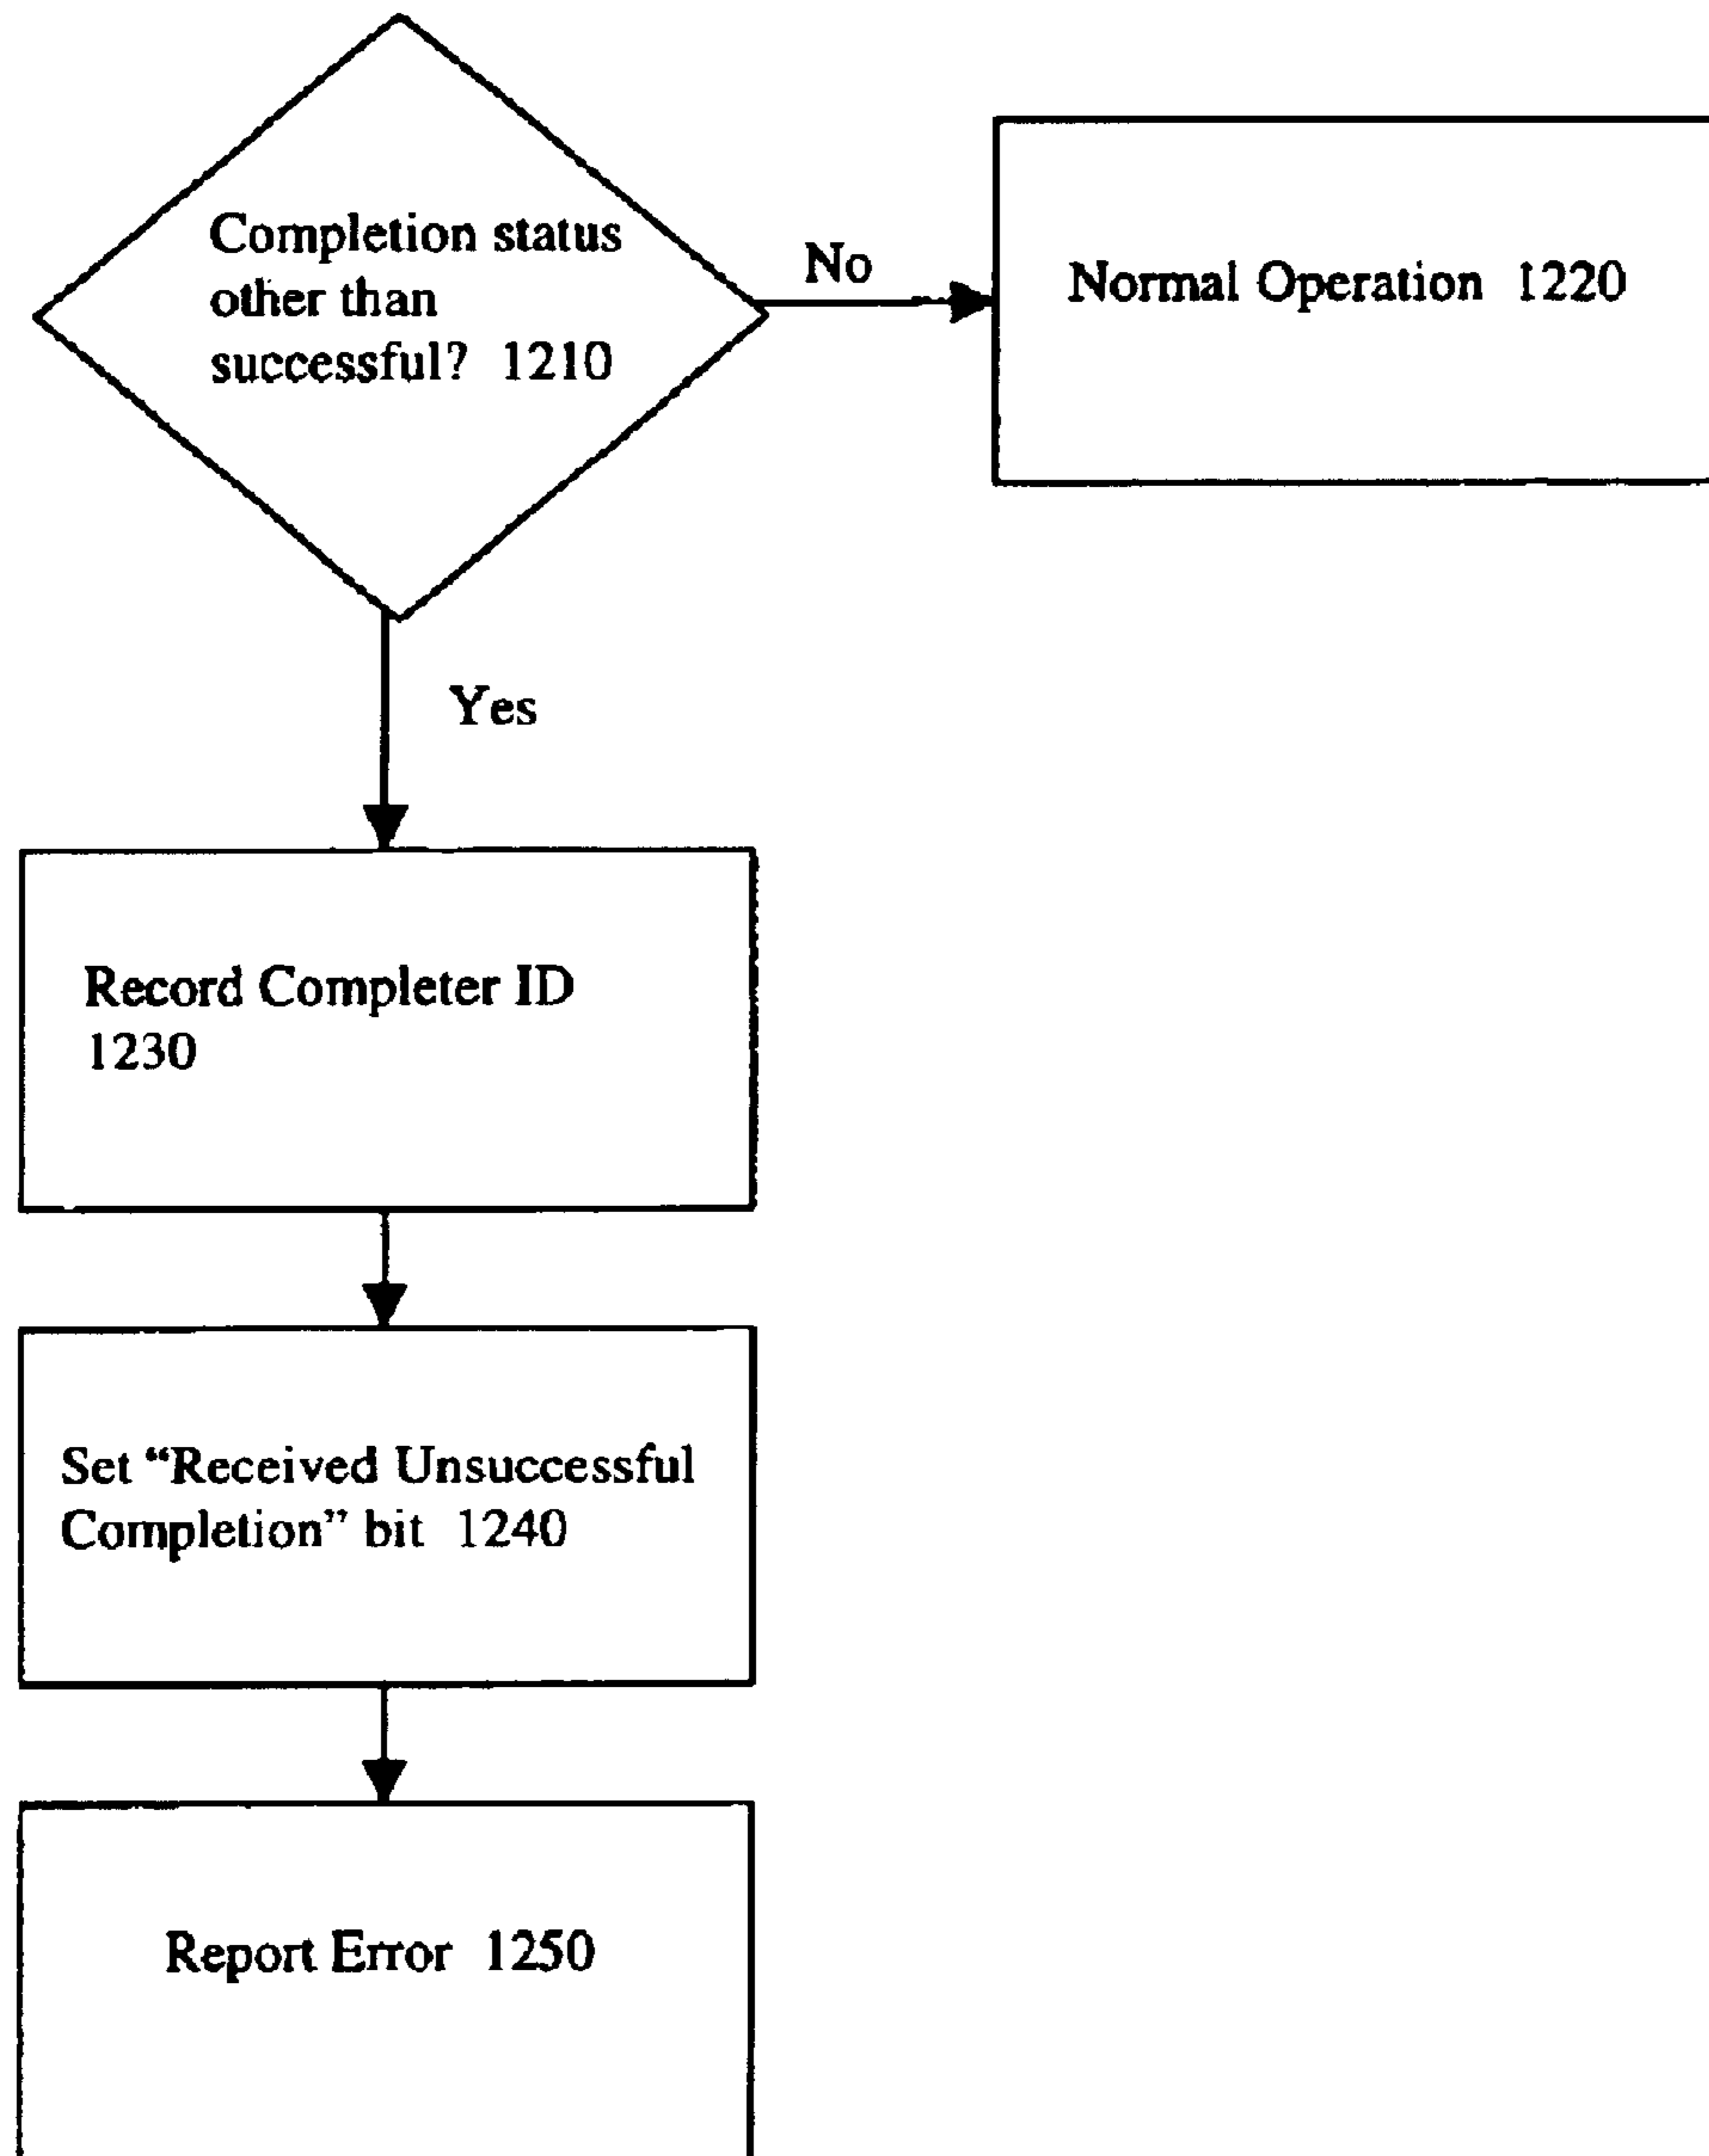 Completion status
other than
successful? 1210
No
Normal Operation 1220
Yes
Record Completer ID
1230
Set “Received Unsuccessful
Completion” bit 1240
Report Error 1250